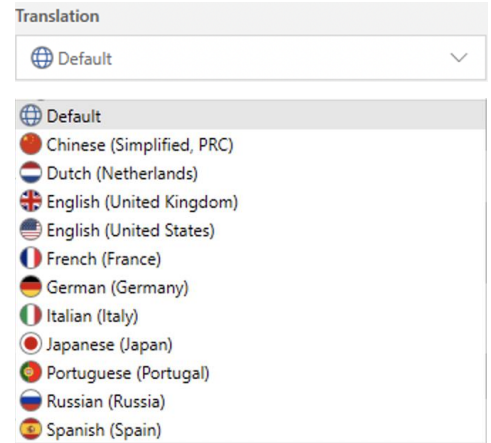 Translation
Default
Default
Chinese (Simplified, PRC)
Dutch (Netherlands)
English (United Kingdom)
English (United States)
French (France)
German (Germany)
Italian (Italy)
Japanese (Japan)
Portuguese (Portugal)
Russian (Russia)
Spanish (Spain)